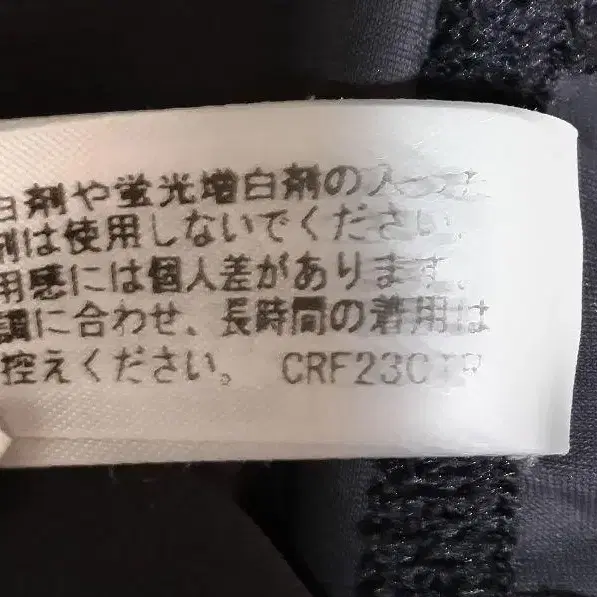 白剤や蛍光増白剤の入った
剤は使用しないでください。
用感には個人差があります。
調に合わせ、長時間の着用は
控えください。 CRF23C